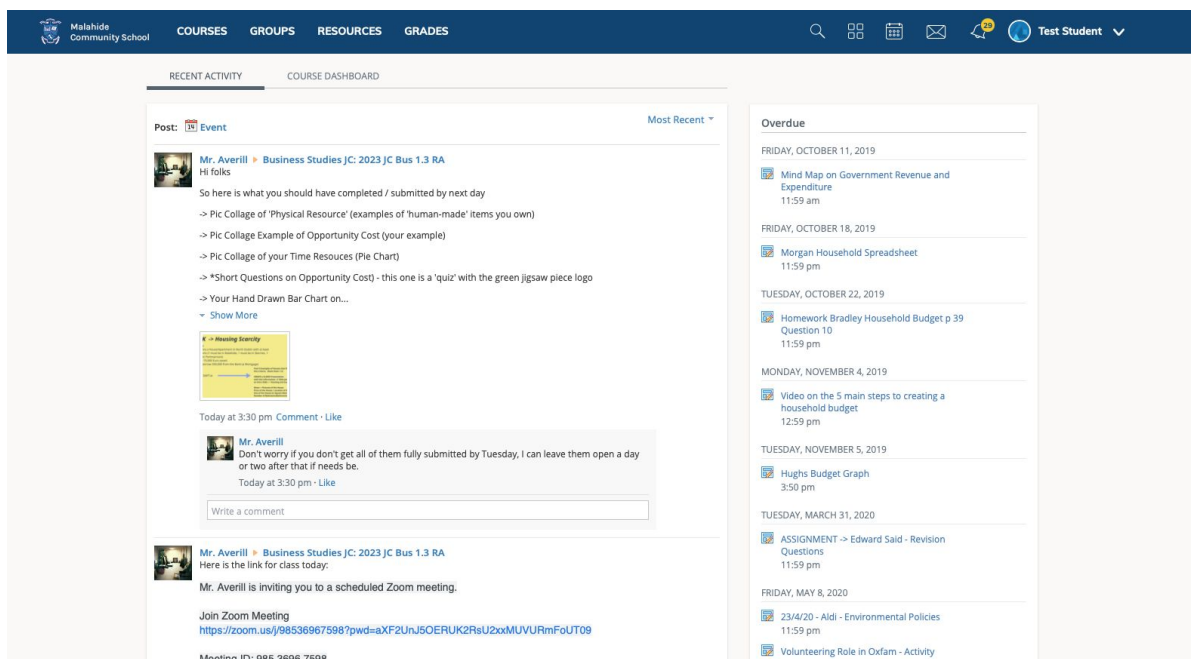 Malahide
Community School
COURSES
GROUPS
RESOURCES
GRADES
29
Test Student
RECENT ACTIVITY
COURSE DASHBOARD
Post:
14
Event
Most Recent
Mr. Averill
Business Studies JC: 2023 JC Bus 1.3 RA
Hi folks
So here is what you should have completed / submitted by next day
-> Pic Collage of 'Physical Resource' (examples of 'human-made' items you own)
-> Pic Collage Example of Opportunity Cost (your example)
-> Pic Collage of your Time Resouces (Pie Chart)
-> *Short Questions on Opportunity Cost) - this one is a 'quiz' with the green jigsaw piece logo
-> Your Hand Drawn Bar Chart on...
Show More
-> Housing Scarcity
Today at 3:30 pm Comment · Like
Mr. Averill
Don't worry if you don't get all of them fully submitted by Tuesday, I can leave them open a day
or two after that if needs be.
Today at 3:30 pm · Like
Write a comment
Mr. Averill
Business Studies JC: 2023 JC Bus 1.3 RA
Here is the link for class today:
Mr. Averill is inviting you to a scheduled Zoom meeting.
Join Zoom Meeting
https://zoom.us/j/98536967598?pwd=aXF2UnJ5OERUK2RsU2xxMUVURmFoUT09
Meeting ID: 985 3696 7598
Overdue
FRIDAY, OCTOBER 11, 2019
Mind Map on Government Revenue and
Expenditure
11:59 am
FRIDAY, OCTOBER 18, 2019
Morgan Household Spreadsheet
11:59 pm
TUESDAY, OCTOBER 22, 2019
Homework Bradley Household Budget p 39
Question 10
11:59 pm
MONDAY, NOVEMBER 4, 2019
Video on the 5 main steps to creating a
household budget
12:59 pm
TUESDAY, NOVEMBER 5, 2019
Hughs Budget Graph
3:50 pm
TUESDAY, MARCH 31, 2020
ASSIGNMENT -> Edward Said - Revision
Questions
11:59 pm
FRIDAY, MAY 8, 2020
23/4/20 - Aldi - Environmental Policies
11:59 pm
Volunteering Role in Oxfam - Activity